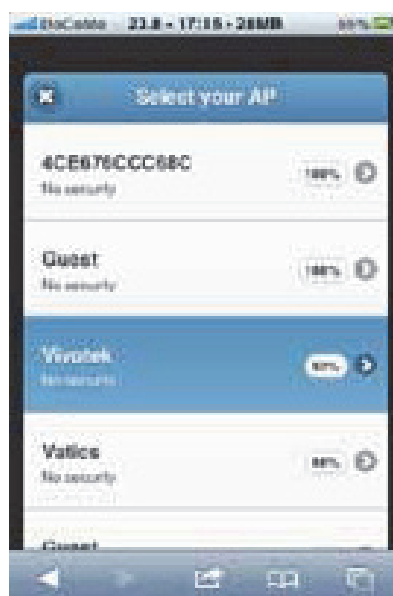 Select your AP
4CE676CCC68C
No security
100%
Guest
No security
100%
Vivotek
No security
Vatics
No security
Guest